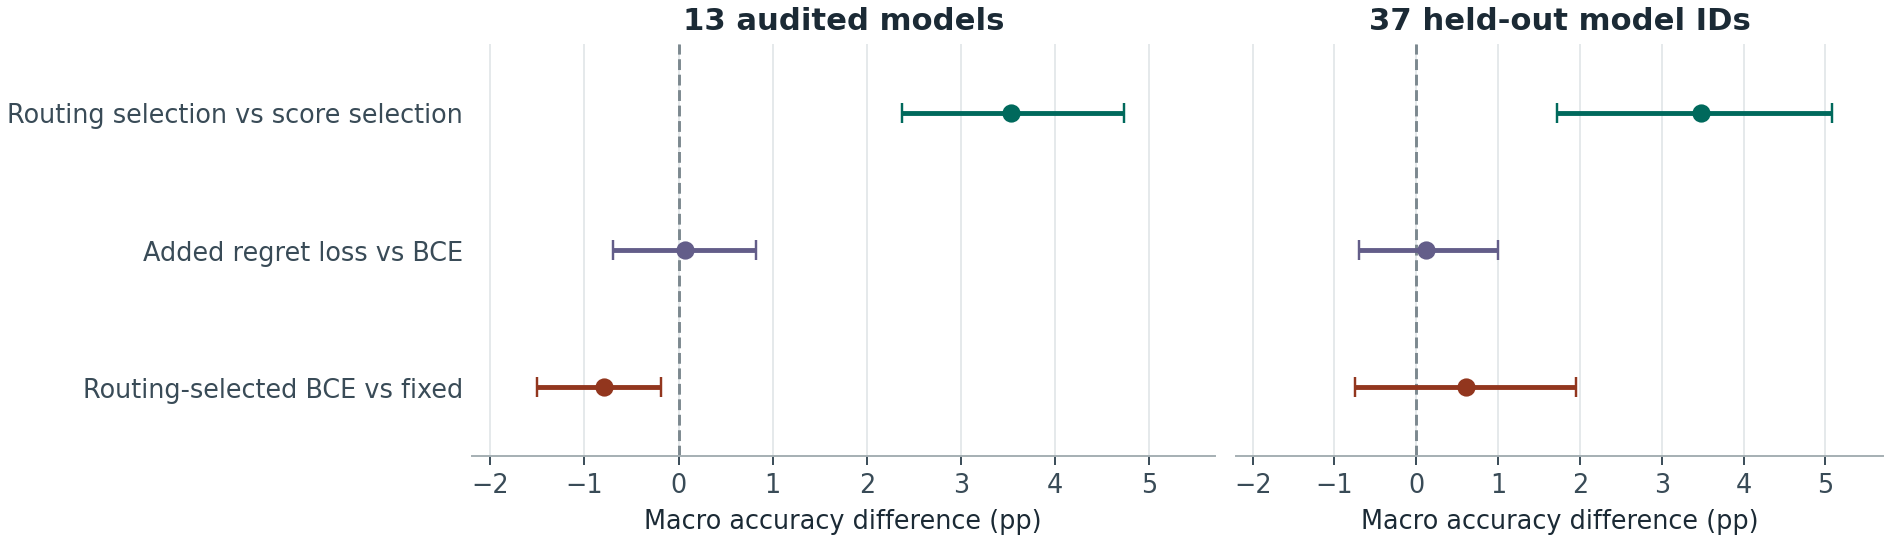 13 audited models
37 held-out model IDs
Routing selection vs score selection
Added regret loss vs BCE
Routing-selected BCE vs fixed
−2 −1 0 1 2 3 4 5
−2 −1 0 1 2 3 4 5
Macro accuracy difference (pp)
Macro accuracy difference (pp)